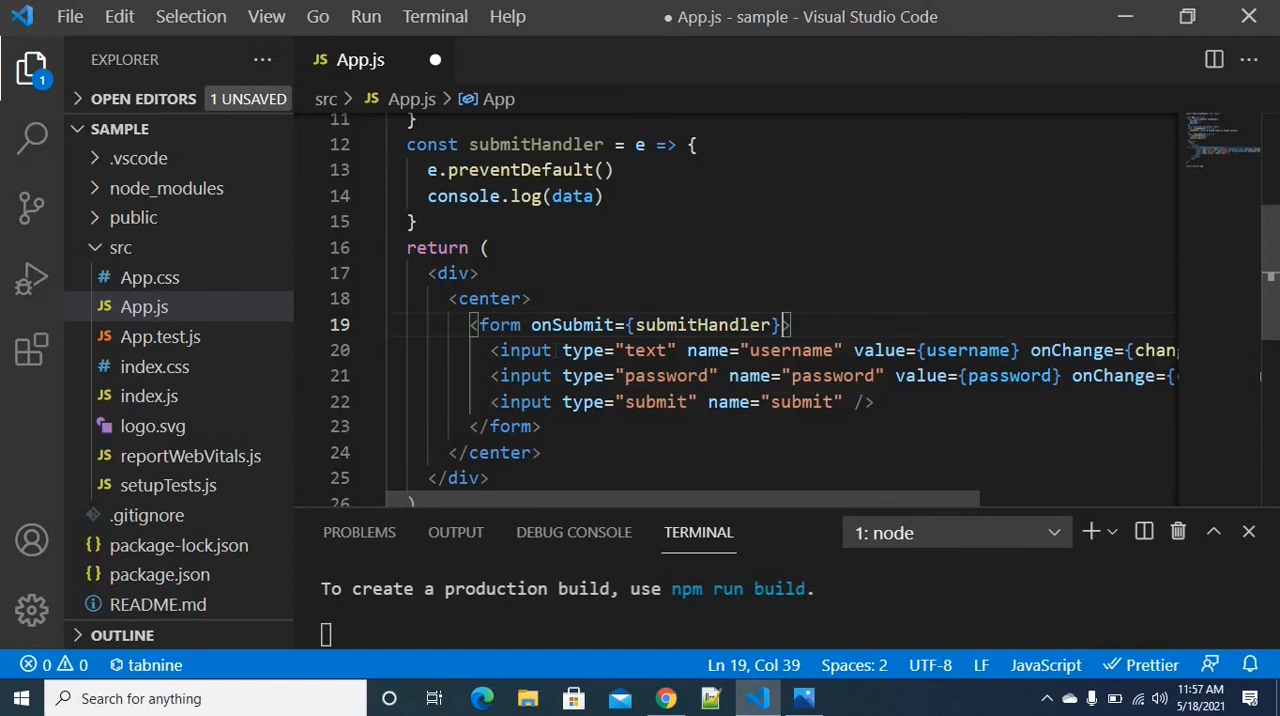 File Edit Selection View Go Run Terminal Help
● App.js - sample - Visual Studio Code
EXPLORER ···
JS App.js ●
OPEN EDITORS 1 UNSAVED
src > JS App.js > App
SAMPLE
.vscode
node_modules
public
src
# App.css
JS App.js
JS App.test.js
# index.css
JS index.js
logo.svg
JS reportWebVitals.js
JS setupTests.js
.gitignore
{} package-lock.json
{} package.json
README.md
OUTLINE
1
11 }
12 const submitHandler = e => {
13 e.preventDefault()
14 console.log(data)
15 }
16 return (
17 <div>
18 <center>
19 <form onSubmit={submitHandler}>
20 <input type="text" name="username" value={username} onChange={chang
21 <input type="password" name="password" value={password} onChange={
22 <input type="submit" name="submit" />
23 </form>
24 </center>
25 </div>
26 )
PROBLEMS OUTPUT DEBUG CONSOLE TERMINAL 1: node
To create a production build, use npm run build.
0 0 tabnine Ln 19, Col 39 Spaces: 2 UTF-8 LF JavaScript Prettier
Search for anything
11:57 AM
5/18/2021